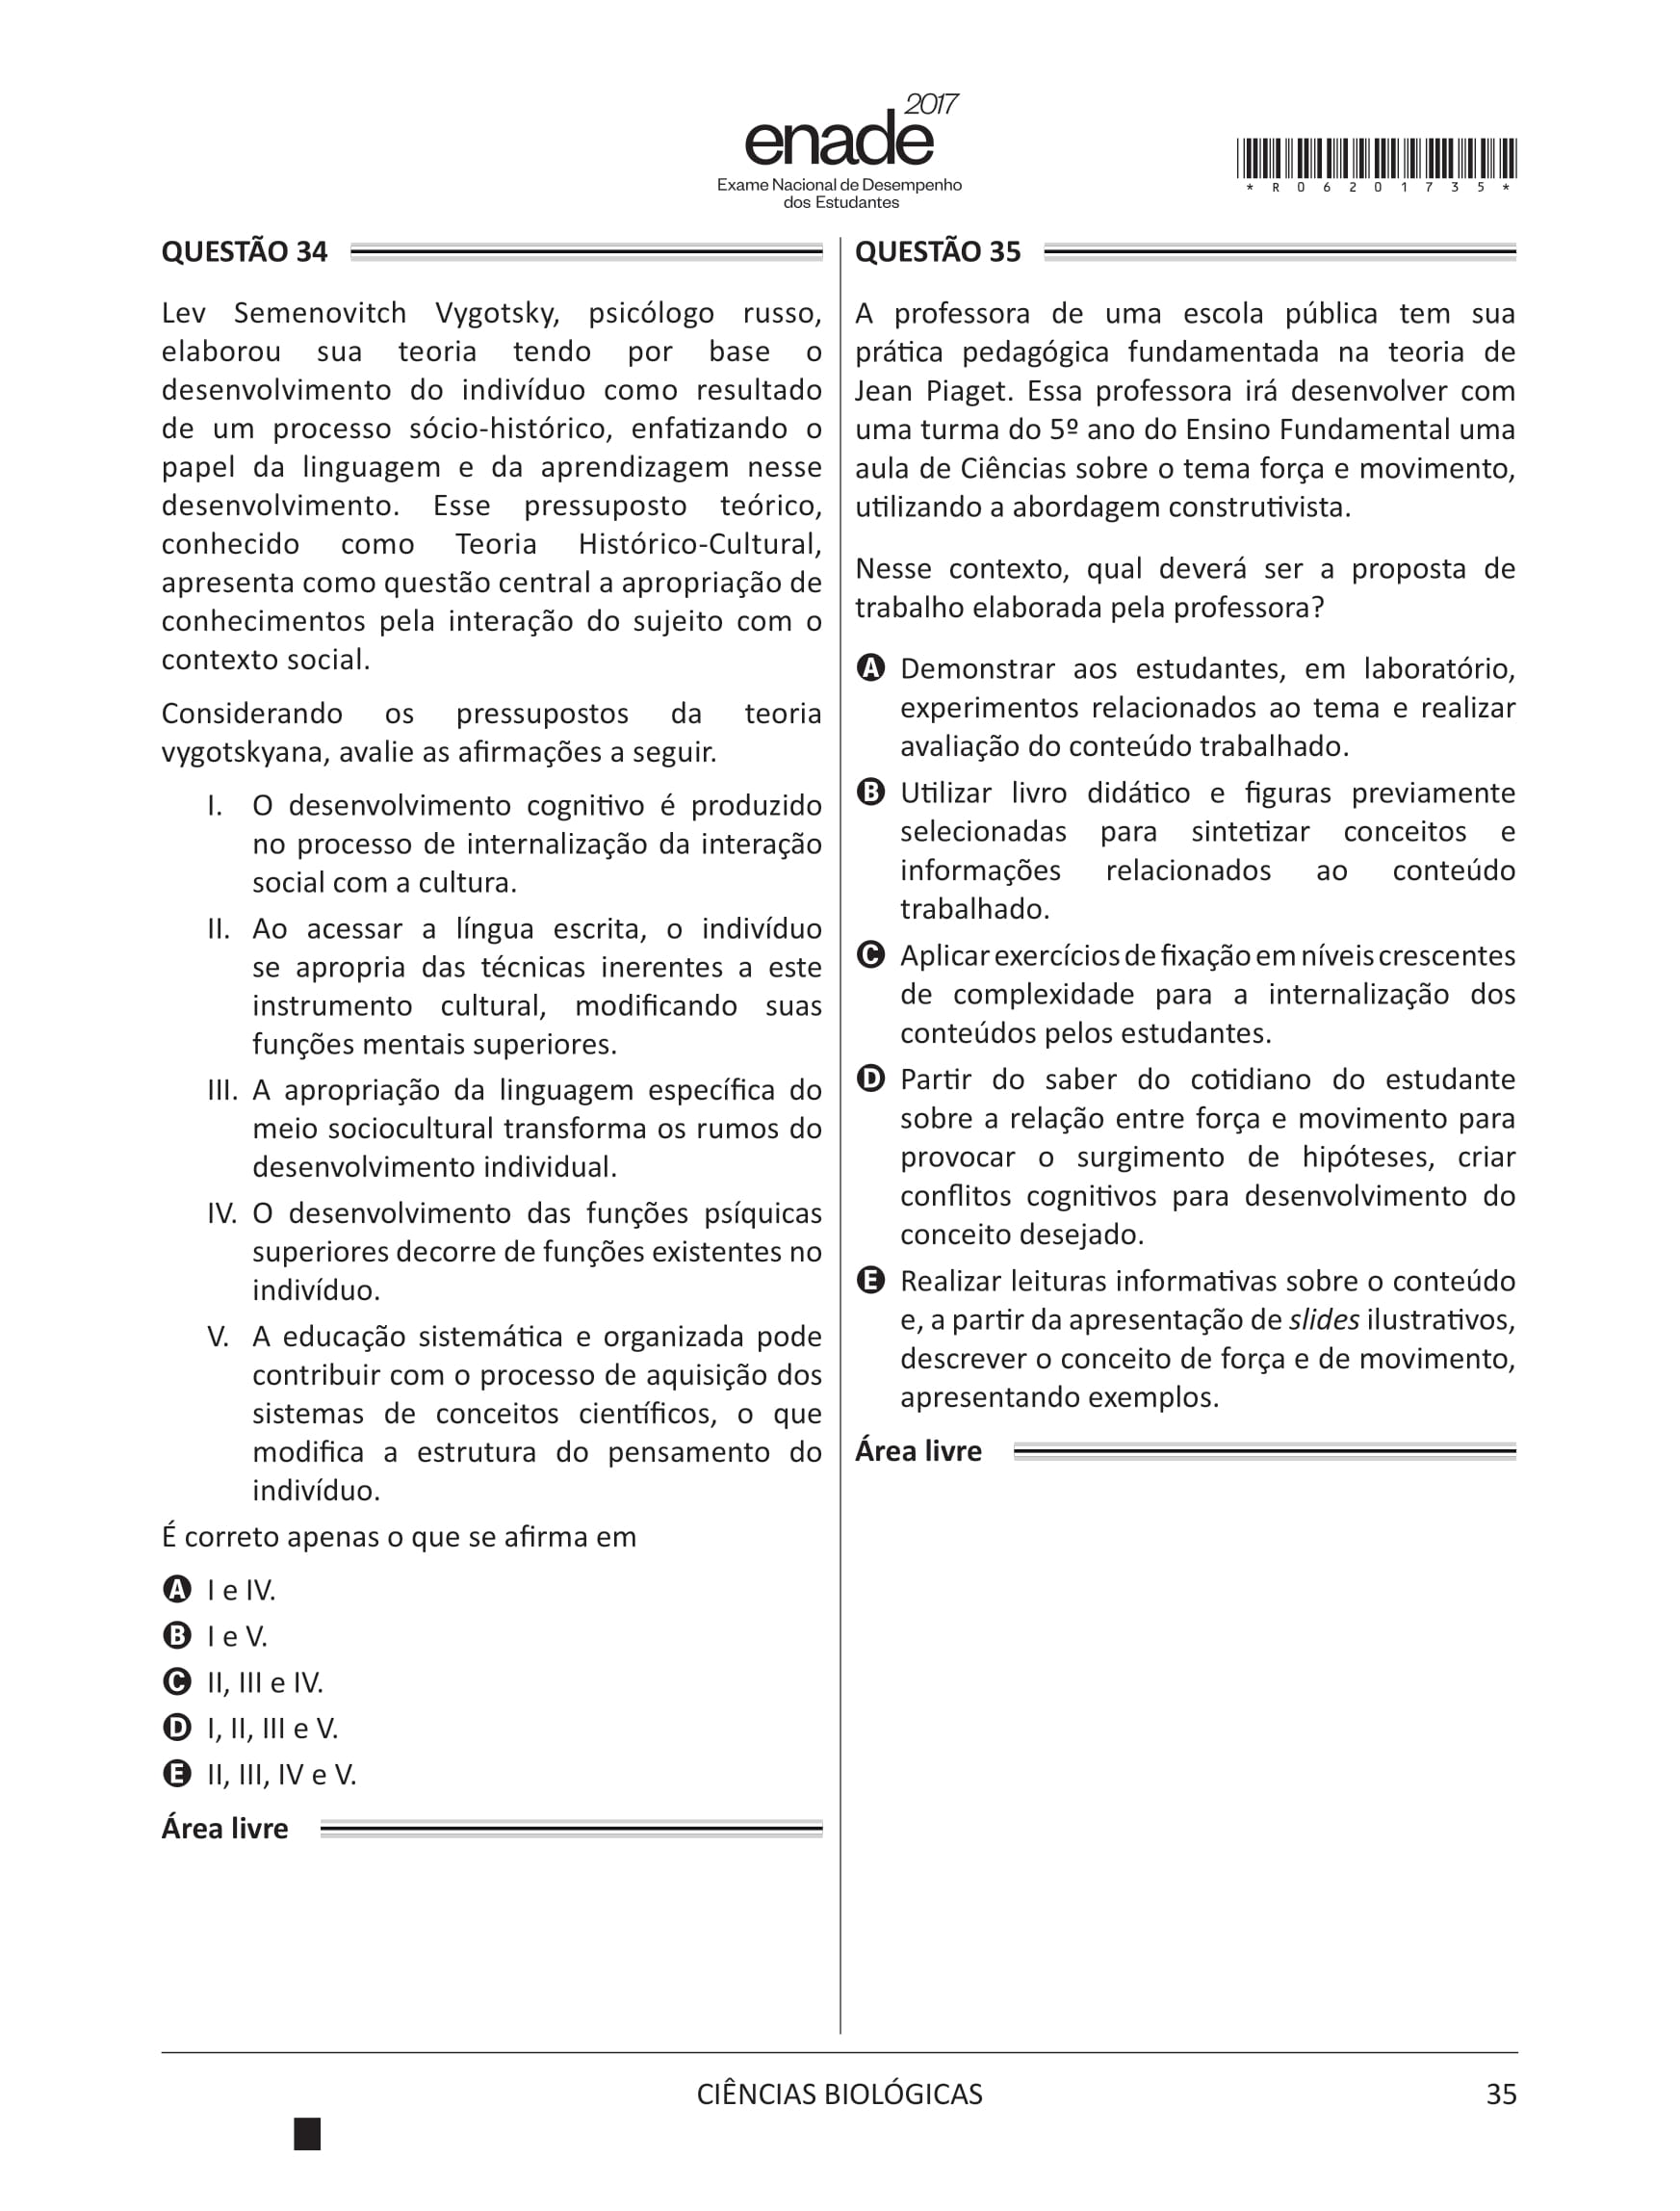 enade 2017
Exame Nacional de Desempenho
dos Estudantes
* R 0 6 2 0 1 7 3 5 *
QUESTÃO 34
Lev Semenovitch Vygotsky, psicólogo russo,
elaborou sua teoria tendo por base o
desenvolvimento do indivíduo como resultado
de um processo sócio-histórico, enfatizando o
papel da linguagem e da aprendizagem nesse
desenvolvimento. Esse pressuposto teórico,
conhecido como Teoria Histórico-Cultural,
apresenta como questão central a apropriação de
conhecimentos pela interação do sujeito com o
contexto social.
Considerando os pressupostos da teoria
vygotskyana, avalie as afirmações a seguir.
I. O desenvolvimento cognitivo é produzido
no processo de internalização da interação
social com a cultura.
II. Ao acessar a língua escrita, o indivíduo
se apropria das técnicas inerentes a este
instrumento cultural, modificando suas
funções mentais superiores.
III. A apropriação da linguagem específica do
meio sociocultural transforma os rumos do
desenvolvimento individual.
IV. O desenvolvimento das funções psíquicas
superiores decorre de funções existentes no
indivíduo.
V. A educação sistemática e organizada pode
contribuir com o processo de aquisição dos
sistemas de conceitos científicos, o que
modifica a estrutura do pensamento do
indivíduo.
É correto apenas o que se afirma em
A I e IV.
B I e V.
C II, III e IV.
D I, II, III e V.
E II, III, IV e V.
Área livre
QUESTÃO 35
A professora de uma escola pública tem sua
prática pedagógica fundamentada na teoria de
Jean Piaget. Essa professora irá desenvolver com
uma turma do 5º ano do Ensino Fundamental uma
aula de Ciências sobre o tema força e movimento,
utilizando a abordagem construtivista.
Nesse contexto, qual deverá ser a proposta de
trabalho elaborada pela professora?
A Demonstrar aos estudantes, em laboratório,
experimentos relacionados ao tema e realizar
avaliação do conteúdo trabalhado.
B Utilizar livro didático e figuras previamente
selecionadas para sintetizar conceitos e
informações relacionados ao conteúdo
trabalhado.
C Aplicar exercícios de fixação em níveis crescentes
de complexidade para a internalização dos
conteúdos pelos estudantes.
D Partir do saber do cotidiano do estudante
sobre a relação entre força e movimento para
provocar o surgimento de hipóteses, criar
conflitos cognitivos para desenvolvimento do
conceito desejado.
E Realizar leituras informativas sobre o conteúdo
e, a partir da apresentação de slides ilustrativos,
descrever o conceito de força e de movimento,
apresentando exemplos.
Área livre
CIÊNCIAS BIOLÓGICAS
35